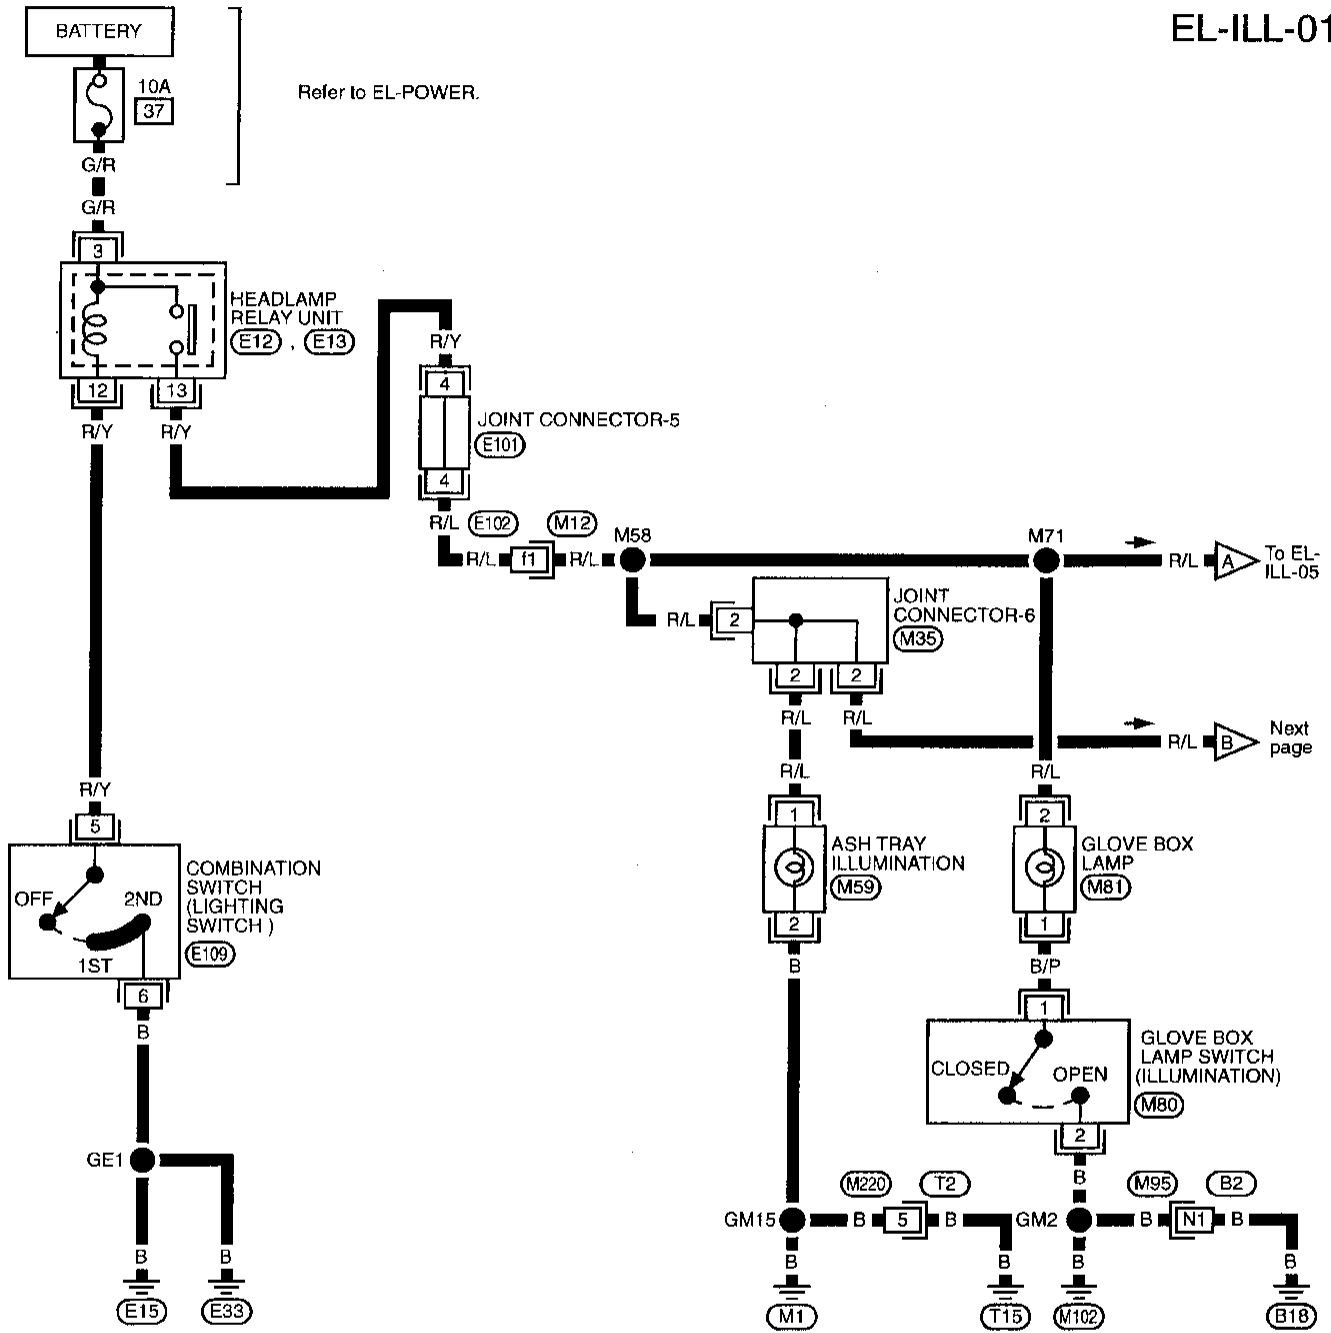 EL-ILL-01
BATTERY
10A
37
Refer to EL-POWER.
G/R
G/R
3
HEADLAMP
RELAY UNIT
E12 , E13
12
13
R/Y
R/Y
R/Y
4
JOINT CONNECTOR-5
E101
4
R/L
E102
M12
R/L
f1
R/L
M58
M71
R/L
A
To EL-
ILL-05
R/L
2
JOINT
CONNECTOR-6
M35
2
2
R/L
R/L
R/L
B
Next
page
R/L
R/L
R/Y
5
COMBINATION
SWITCH
(LIGHTING
SWITCH )
E109
OFF
2ND
1ST
6
B
1
ASH TRAY
ILLUMINATION
M59
2
B
2
GLOVE BOX
LAMP
M81
1
B/P
1
GLOVE BOX
LAMP SWITCH
(ILLUMINATION)
M80
CLOSED
OPEN
2
B
GE1
B
B
E15
E33
GM15
M220
T2
B
5
B
GM2
M95
B2
B
N1
B
B
B
B
B
M1
T15
M102
B18